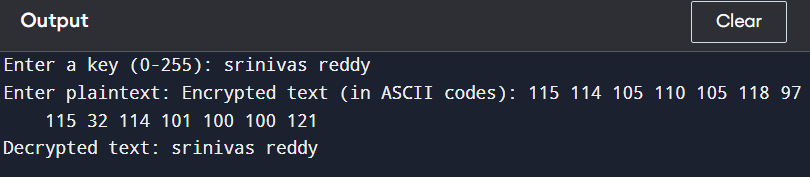 Output
Clear
Enter a key (0-255): srinivas reddy
Enter plaintext: Encrypted text (in ASCII codes): 115 114 105 110 105 118 97
115 32 114 101 100 100 121
Decrypted text: srinivas reddy